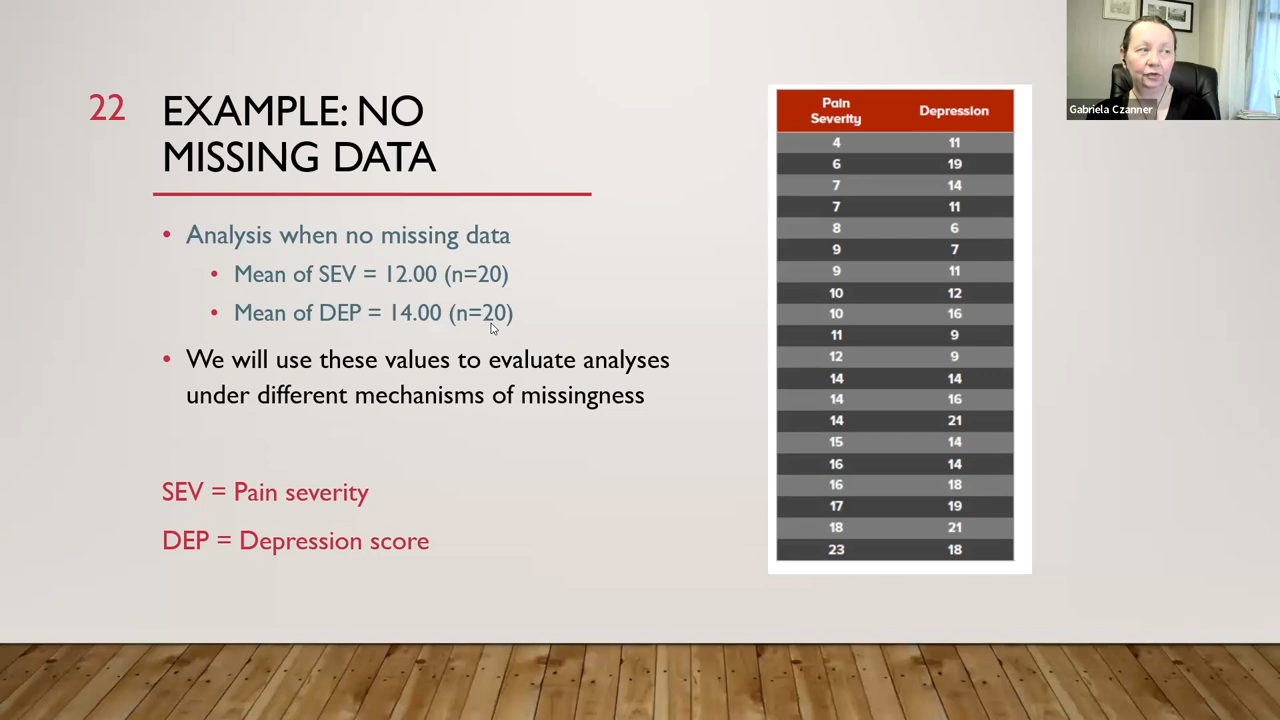 22
EXAMPLE: NO
MISSING DATA
• Analysis when no missing data
• Mean of SEV = 12.00 (n=20)
• Mean of DEP = 14.00 (n=20)
• We will use these values to evaluate analyses
under different mechanisms of missingness
SEV = Pain severity
DEP = Depression score
Pain
Severity Depression
4 11
6 19
7 14
7 11
8 6
9 7
9 11
10 12
10 16
11 9
12 9
14 14
14 16
14 21
15 14
16 14
16 18
17 19
18 21
23 18
Gabriela Czanner